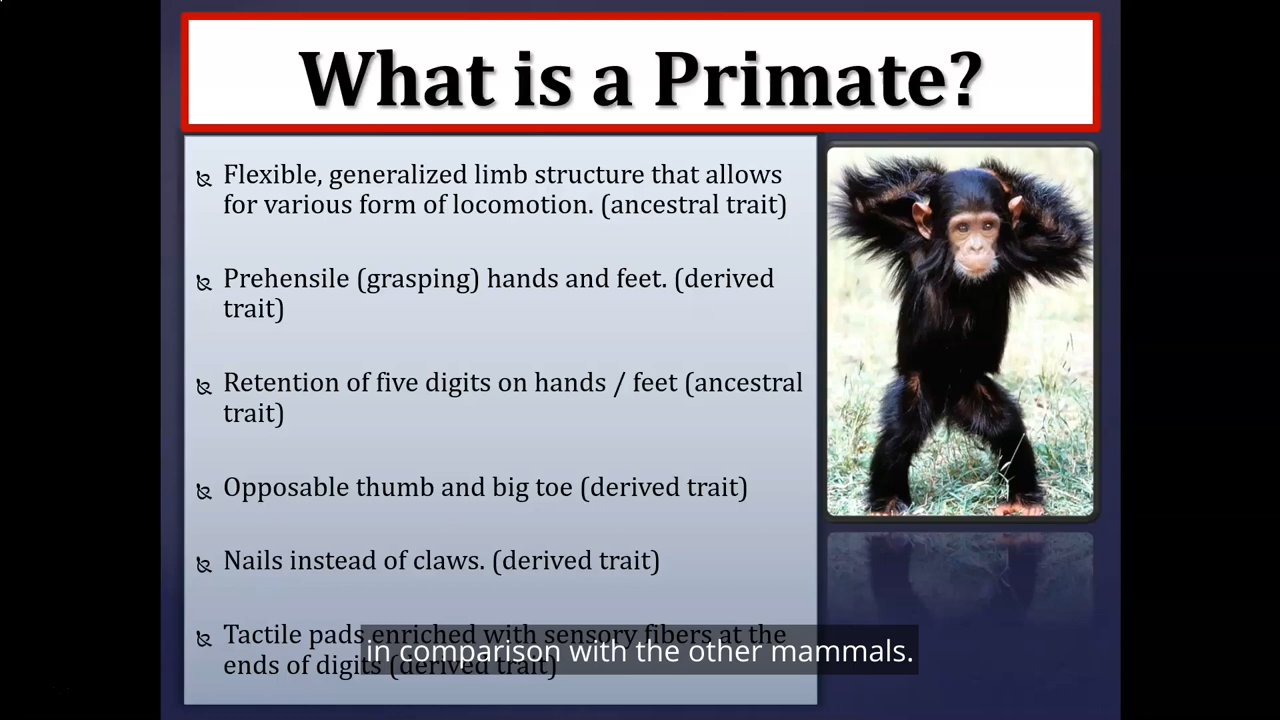 What is a Primate?
Flexible, generalized limb structure that allows
for various form of locomotion. (ancestral trait)
Prehensile (grasping) hands and feet. (derived
trait)
Retention of five digits on hands / feet (ancestral
trait)
Opposable thumb and big toe (derived trait)
Nails instead of claws. (derived trait)
Tactile pads enriched with sensory fibers at the
ends of digits (derived trait)
in comparison with the other mammals.